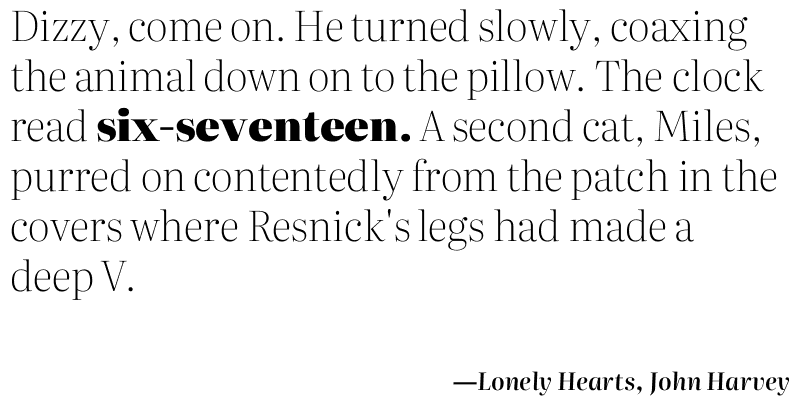 Dizzy, come on. He turned slowly, coaxing
the animal down on to the pillow. The clock
read six-seventeen. A second cat, Miles,
purred on contentedly from the patch in the
covers where Resnick's legs had made a
deep V.
—Lonely Hearts, John Harvey